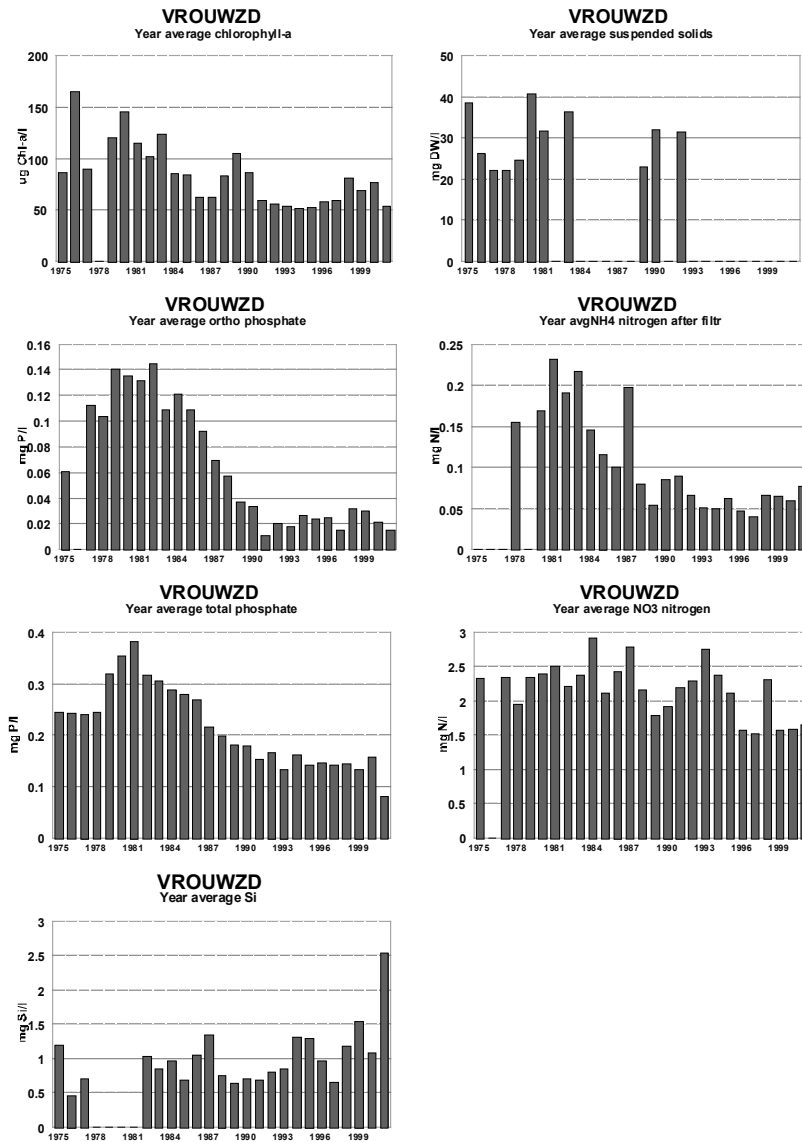 VROUWZD
Year average chlorophyll-a
200
150
100
50
0
ug Chl-a/l
1975 1978 1981 1984 1987 1990 1993 1996 1999
VROUWZD
Year average suspended solids
50
40
30
20
10
0
mg DW/l
1975 1978 1981 1984 1987 1990 1993 1996 1999
VROUWZD
Year average ortho phosphate
0.16
0.14
0.12
0.1
0.08
0.06
0.04
0.02
0
mg P/l
1975 1978 1981 1984 1987 1990 1993 1996 1999
VROUWZD
Year avgNH4 nitrogen after filtr
0.25
0.2
0.15
0.1
0.05
0
mg N/l
1975 1978 1981 1984 1987 1990 1993 1996 1999
VROUWZD
Year average total phosphate
0.4
0.3
0.2
0.1
0
mg P/l
1975 1978 1981 1984 1987 1990 1993 1996 1999
VROUWZD
Year average NO3 nitrogen
3
2.5
2
1.5
1
0.5
0
mg N/l
1975 1978 1981 1984 1987 1990 1993 1996 1999
VROUWZD
Year average Si
3
2.5
2
1.5
1
0.5
0
mg Si/l
1975 1978 1981 1984 1987 1990 1993 1996 1999